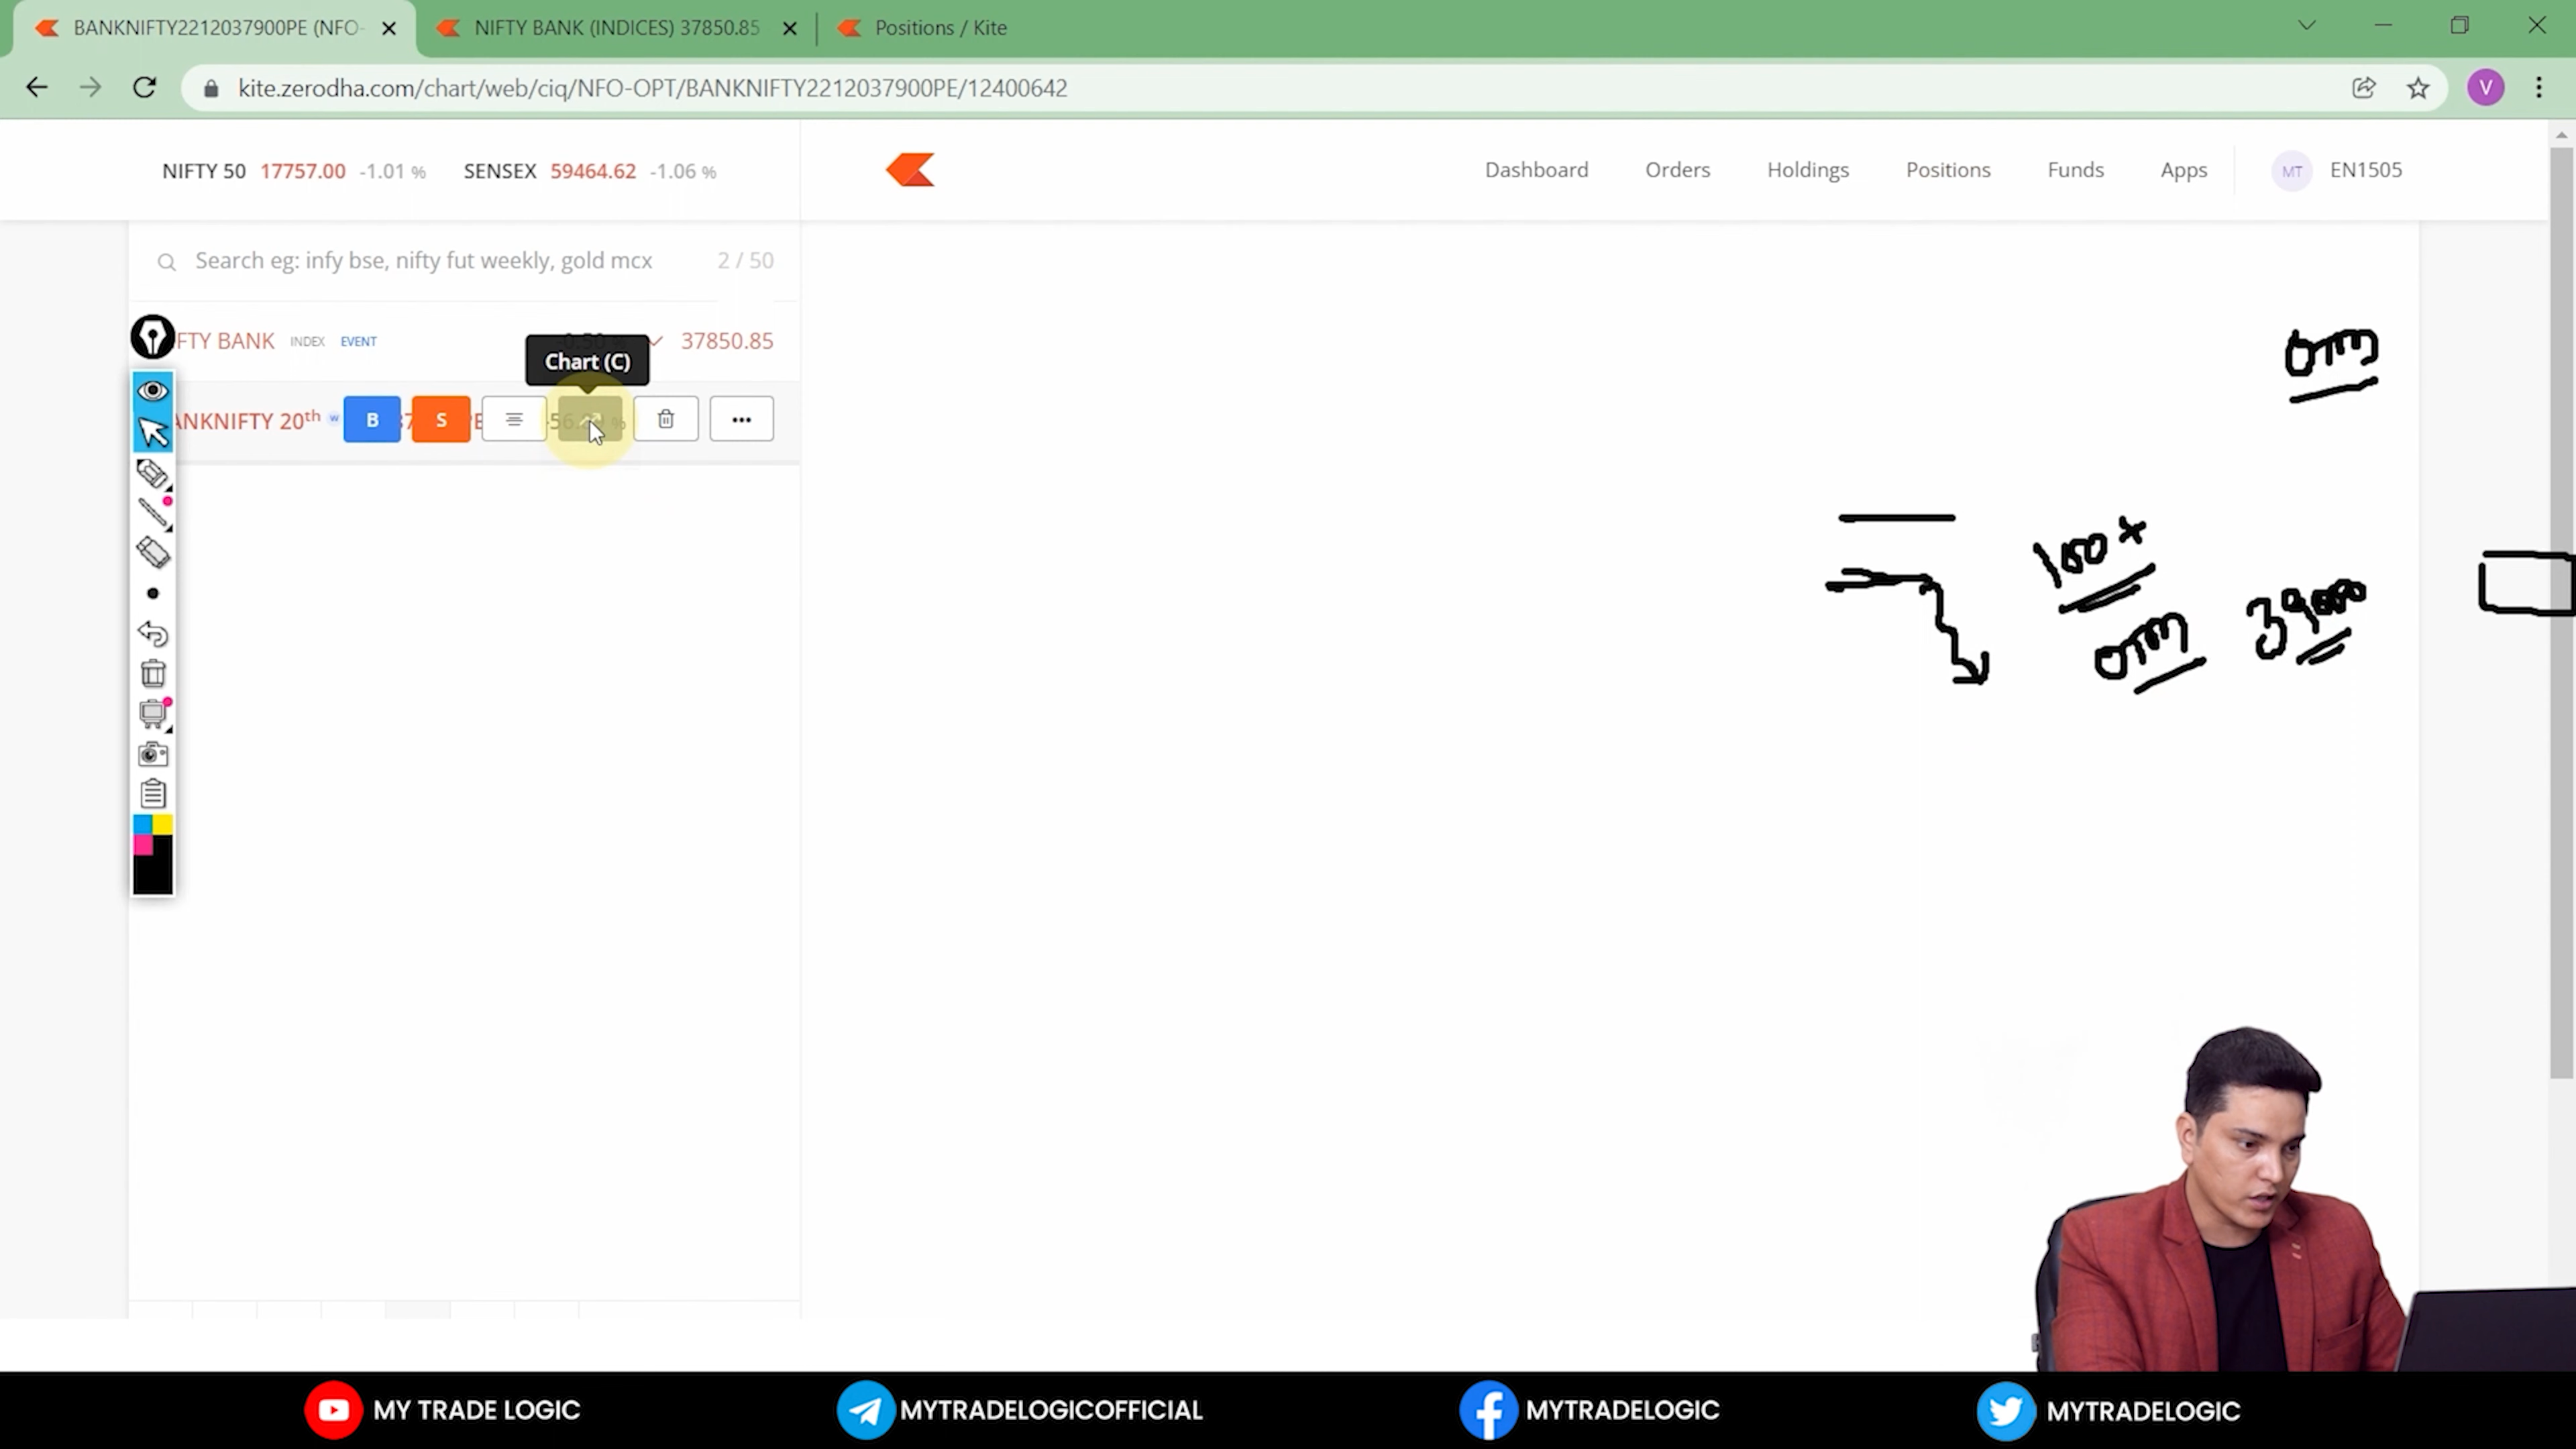 BANKNIFTY2212037900PE (NFO-
NIFTY BANK (INDICES) 37850.85
Positions / Kite
kite.zerodha.com/chart/web/ciq/NFO-OPT/BANKNIFTY2212037900PE/12400642
V
NIFTY 50 17757.00 -1.01 % SENSEX 59464.62 -1.06 %
Dashboard Orders Holdings Positions Funds Apps MT EN1505
Search eg: infy bse, nifty fut weekly, gold mcx 2 / 50
FTY BANK INDEX EVENT 37850.85
Chart (C)
ANKNIFTY 20th w B S
100 x
39000
MY TRADE LOGIC MYTRADELOGICOFFICIAL MYTRADELOGIC MYTRADELOGIC